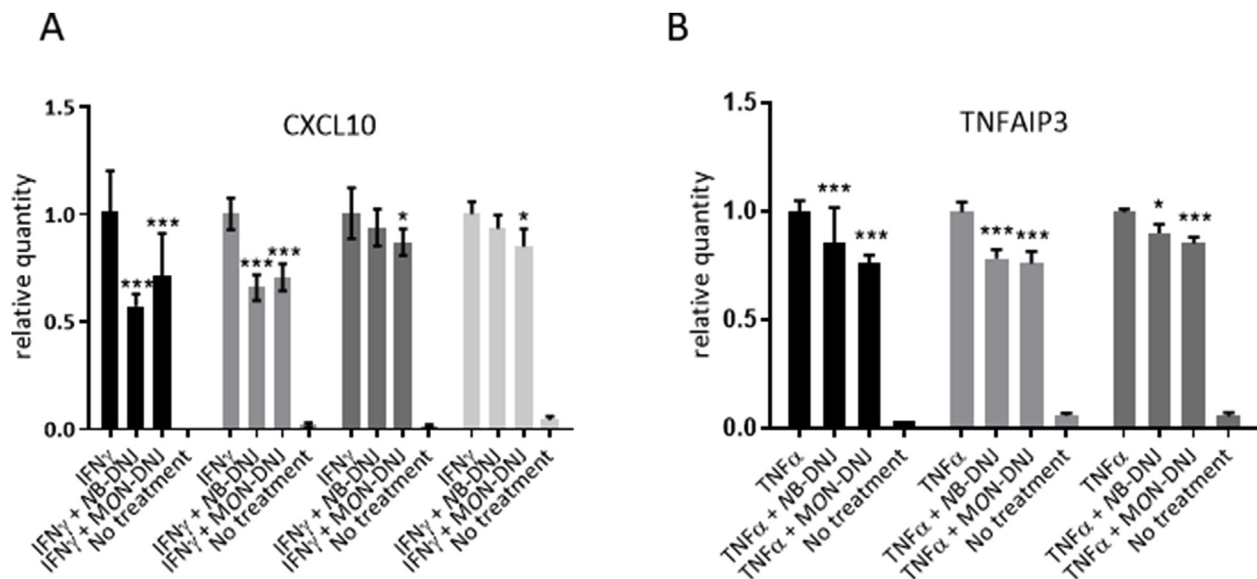 A
CXCL10
relative quantity
1.5
1.0
0.5
0.0
***
***
***
***
*
*
IFNγ
IFNγ + NB-DNJ
IFNγ + MON-DNJ
No treatment
IFNγ
IFNγ + NB-DNJ
IFNγ + MON-DNJ
No treatment
IFNγ
IFNγ + NB-DNJ
IFNγ + MON-DNJ
No treatment
IFNγ
IFNγ + NB-DNJ
IFNγ + MON-DNJ
No treatment
B
TNFAIP3
relative quantity
1.5
1.0
0.5
0.0
***
***
***
***
*
***
TNFα
TNFα + NB-DNJ
TNFα + MON-DNJ
No treatment
TNFα
TNFα + NB-DNJ
TNFα + MON-DNJ
No treatment
TNFα
TNFα + NB-DNJ
TNFα + MON-DNJ
No treatment